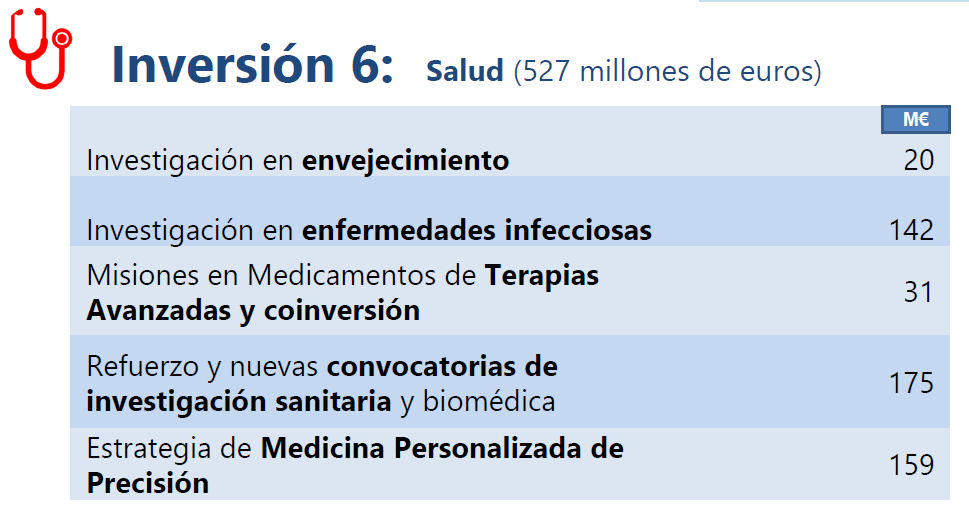 Inversión 6: Salud (527 millones de euros)
M€
Investigación en envejecimiento 20
Investigación en enfermedades infecciosas 142
Misiones en Medicamentos de Terapias
Avanzadas y coinversión 31
Refuerzo y nuevas convocatorias de
investigación sanitaria y biomédica 175
Estrategia de Medicina Personalizada de
Precisión 159